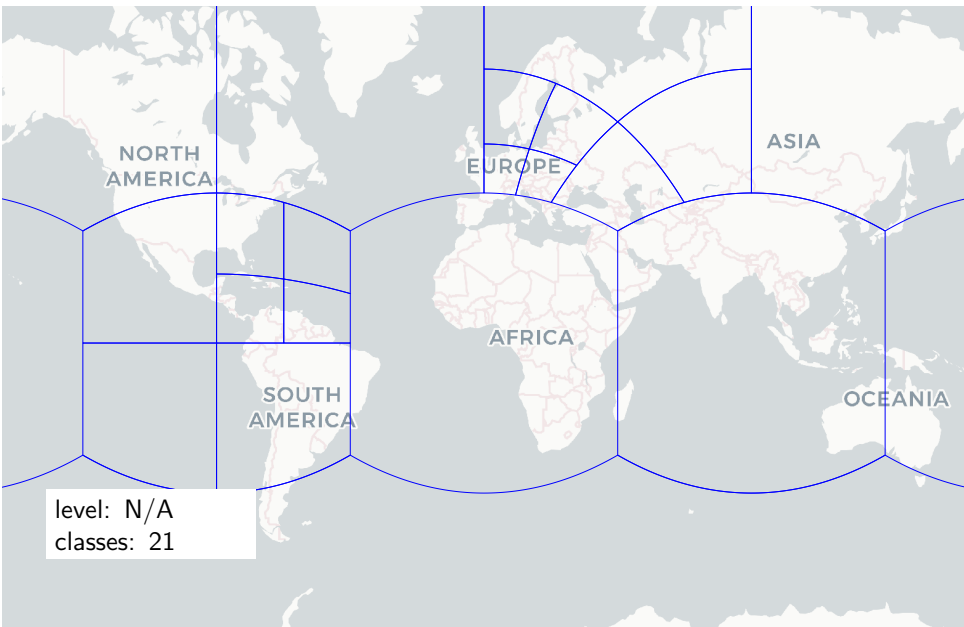 NORTH
AMERICA
EUROPE
ASIA
AFRICA
SOUTH
AMERICA
OCEANIA
level: N/A
classes: 21